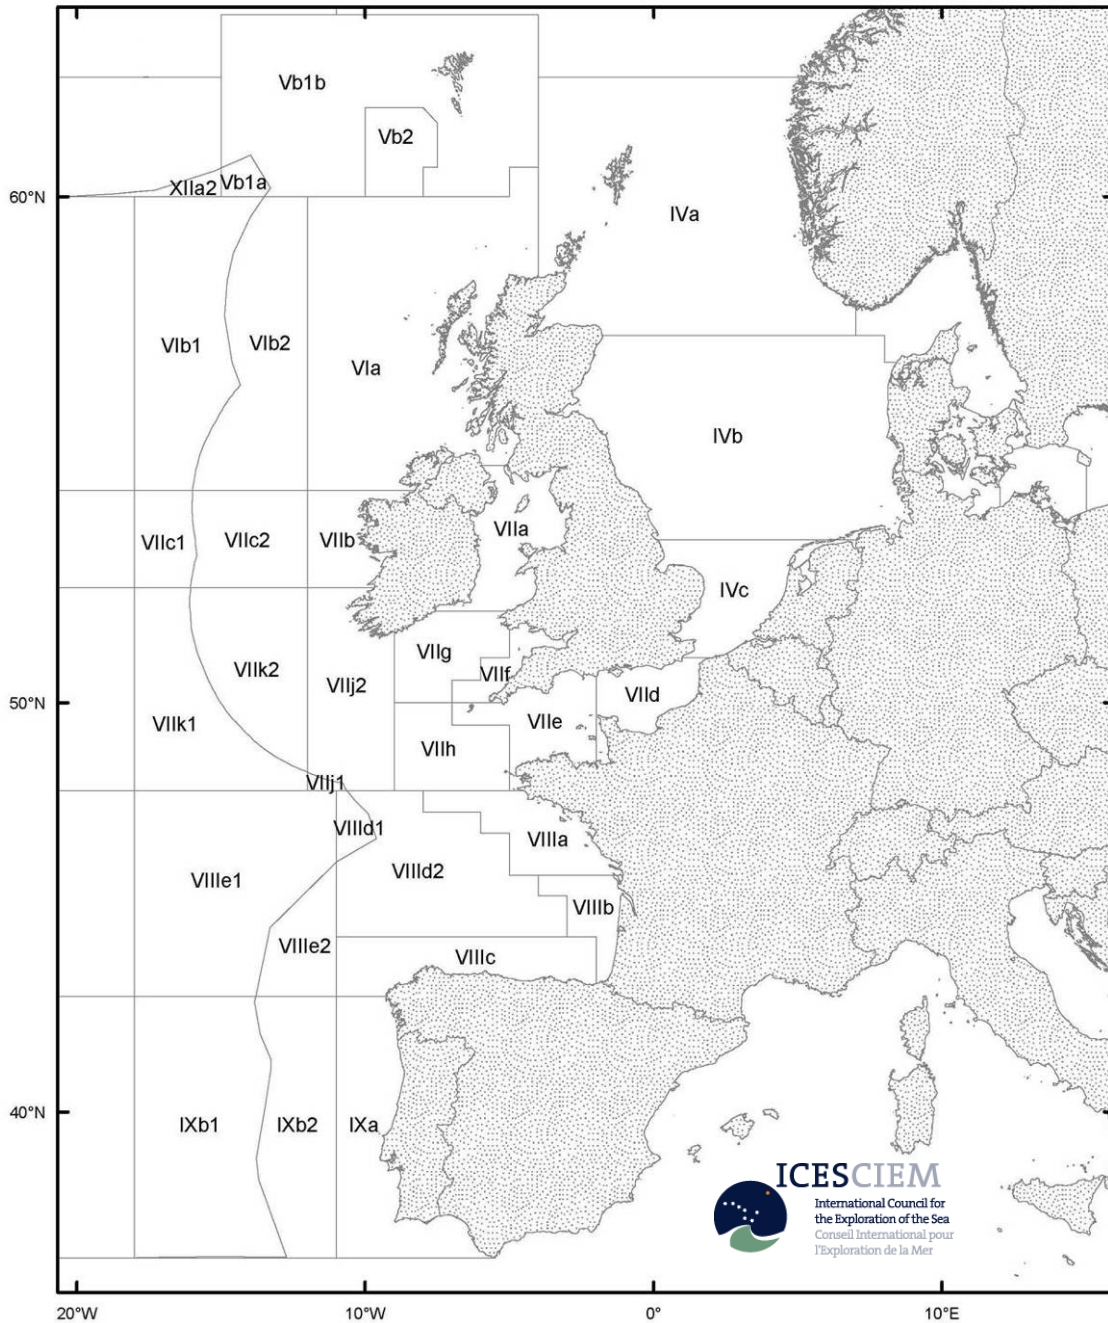 Vb1b
Vb2
XIIa2
Vb1a
60°N
IVa
VIb1
VIb2
VIa
IVb
VIIc1
VIIc2
VIIb
VIIa
IVc
VIIg
VIIf
VIIk2
VIIj2
VIId
VIIk1
VIIe
50°N
VIIh
VIIj1
VIIId1
VIIIa
VIIId2
VIIIe1
VIIIb
VIIIe2
VIIIc
40°N
IXb1
IXb2
IXa
ICESCIEM
International Council for
the Exploration of the Sea
Conseil International pour
l'Exploration de la Mer
20°W
10°W
0°
10°E